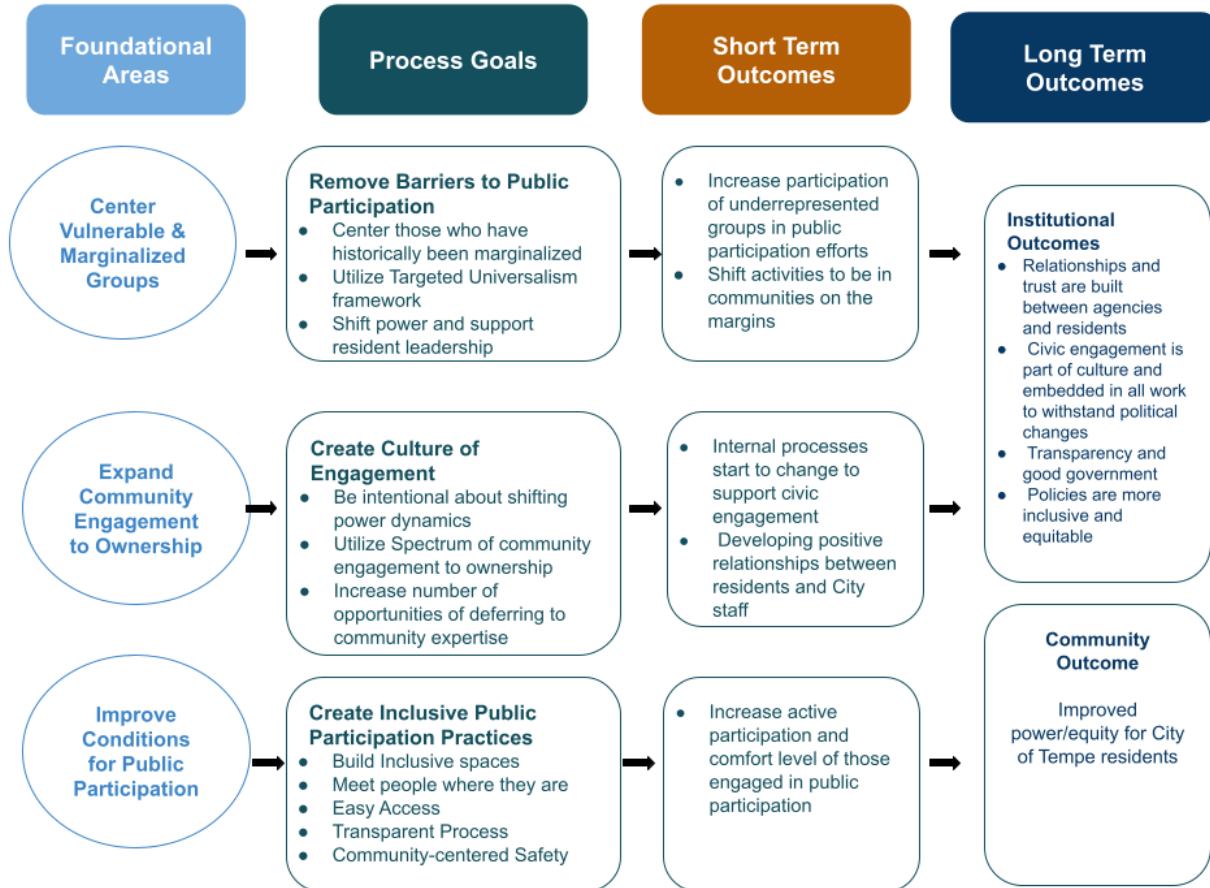 Foundational
Areas
Process Goals
Short Term
Outcomes
Long Term
Outcomes
Center
Vulnerable &
Marginalized
Groups
Remove Barriers to Public
Participation
● Center those who have
historically been marginalized
● Utilize Targeted Universalism
framework
● Shift power and support
resident leadership
● Increase participation
of underrepresented
groups in public
participation efforts
● Shift activities to be in
communities on the
margins
Institutional
Outcomes
● Relationships and
trust are built
between agencies
and residents
● Civic engagement is
part of culture and
embedded in all work
to withstand political
changes
● Transparency and
good government
● Policies are more
inclusive and
equitable
Expand
Community
Engagement
to Ownership
Create Culture of
Engagement
● Be intentional about shifting
power dynamics
● Utilize Spectrum of community
engagement to ownership
● Increase number of
opportunities of deferring to
community expertise
● Internal processes
start to change to
support civic
engagement
● Developing positive
relationships between
residents and City
staff
Improve
Conditions
for Public
Participation
Create Inclusive Public
Participation Practices
● Build Inclusive spaces
● Meet people where they are
● Easy Access
● Transparent Process
● Community-centered Safety
● Increase active
participation and
comfort level of those
engaged in public
participation
Community
Outcome
Improved
power/equity for City
of Tempe residents